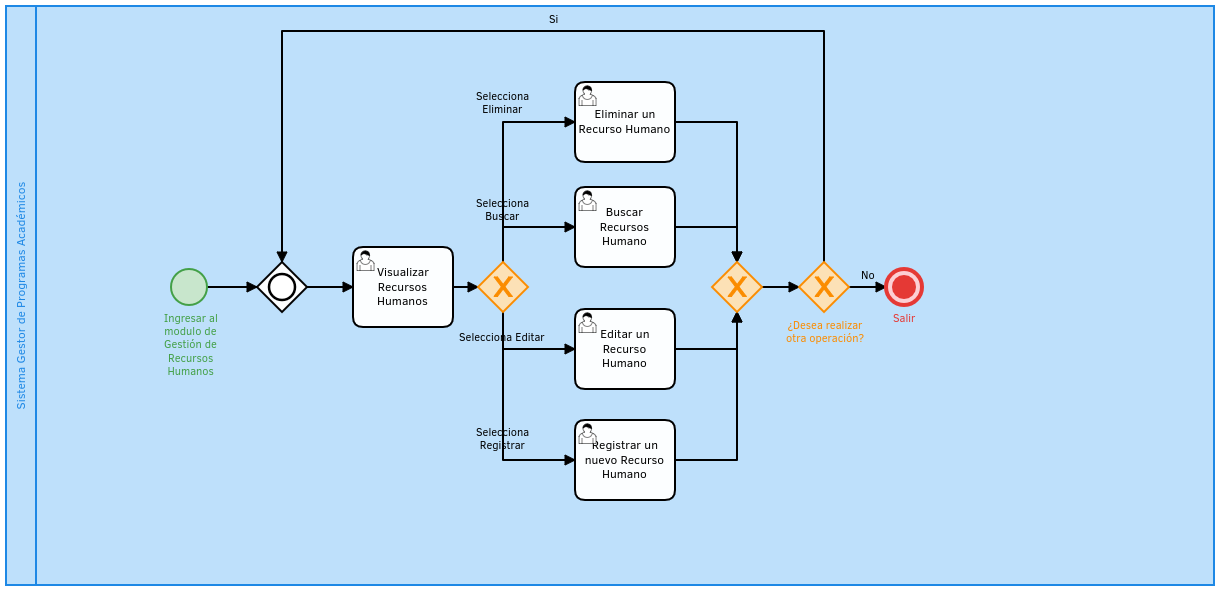 Sistema Gestor de Programas Académicos
Si
Selecciona
Eliminar
Eliminar un
Recurso Humano
Selecciona
Buscar
Buscar
Recursos
Humano
Ingresar al
modulo de
Gestión de
Recursos
Humanos
Visualizar
Recursos
Humanos
Selecciona Editar
Editar un
Recurso
Humano
Selecciona
Registrar
Registrar un
nuevo Recurso
Humano
¿Desea realizar
otra operación?
No
Salir